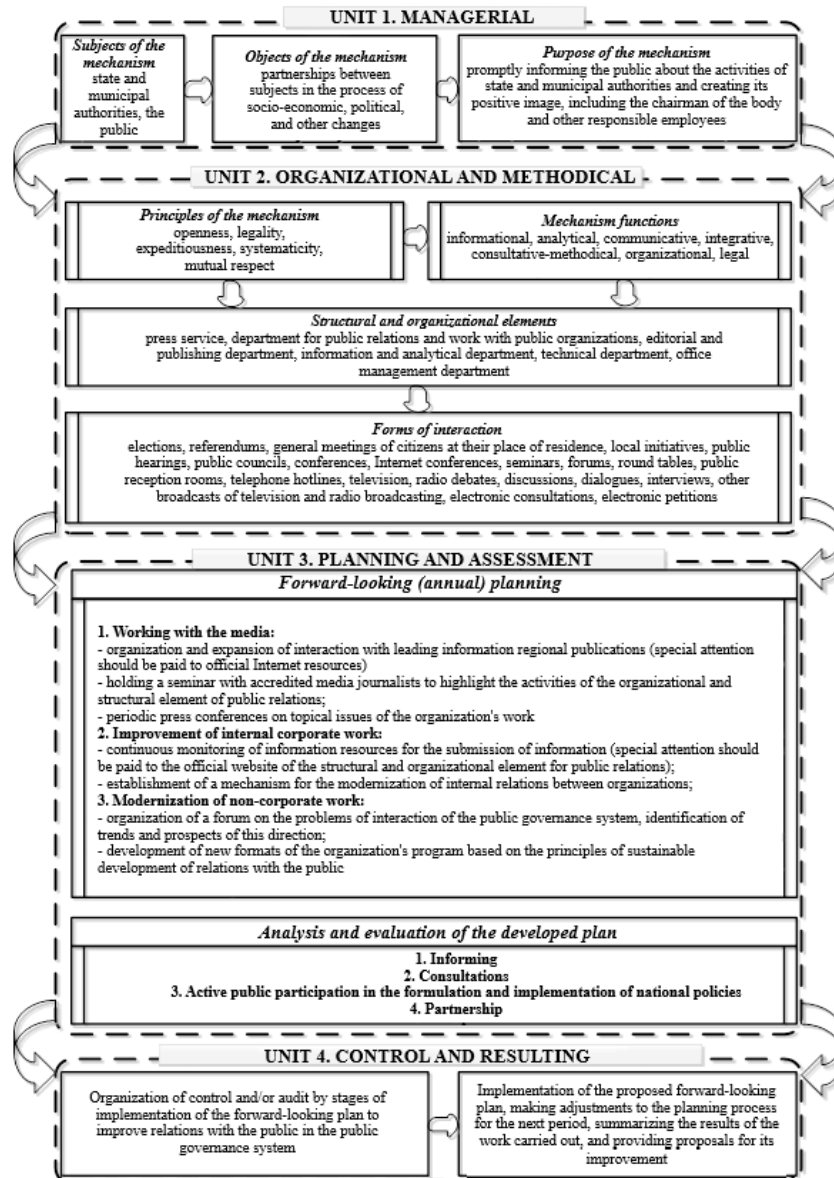 UNIT 1. MANAGERIAL
Subjects of the
mechanism
state and
municipal
authorities, the
public
Objects of the mechanism
partnerships between
subjects in the process of
socio-economic, political,
and other changes
Purpose of the mechanism
promptly informing the public about the activities of
state and municipal authorities and creating its
positive image, including the chairman of the body
and other responsible employees
UNIT 2. ORGANIZATIONAL AND METHODICAL
Principles of the mechanism
openness, legality,
expeditiousness, systematicity,
mutual respect
Mechanism functions
informational, analytical, communicative, integrative,
consultative-methodical, organizational, legal
Structural and organizational elements
press service, department for public relations and work with public organizations, editorial and
publishing department, information and analytical department, technical department, office
management department
Forms of interaction
elections, referendums, general meetings of citizens at their place of residence, local initiatives, public
hearings, public councils, conferences, Internet conferences, seminars, forums, round tables, public
reception rooms, telephone hotlines, television, radio debates, discussions, dialogues, interviews, other
broadcasts of television and radio broadcasting, electronic consultations, electronic petitions
UNIT 3. PLANNING AND ASSESSMENT
Forward-looking (annual) planning
1. Working with the media:
- organization and expansion of interaction with leading information regional publications (special attention
should be paid to official Internet resources)
- holding a seminar with accredited media journalists to highlight the activities of the organizational and
structural element of public relations;
- periodic press conferences on topical issues of the organization's work
2. Improvement of internal corporate work:
- continuous monitoring of information resources for the submission of information (special attention should
be paid to the official website of the structural and organizational element for public relations);
- establishment of a mechanism for the modernization of internal relations between organizations;
3. Modernization of non-corporate work:
- organization of a forum on the problems of interaction of the public governance system, identification of
trends and prospects of this direction;
- development of new formats of the organization's program based on the principles of sustainable
development of relations with the public
Analysis and evaluation of the developed plan
1. Informing
2. Consultations
3. Active public participation in the formulation and implementation of national policies
4. Partnership
UNIT 4. CONTROL AND RESULTING
Organization of control and/or audit by stages of
implementation of the forward-looking plan to
improve relations with the public in the public
governance system
Implementation of the proposed forward-looking
plan, making adjustments to the planning process
for the next period, summarizing the results of the
work carried out, and providing proposals for its
improvement